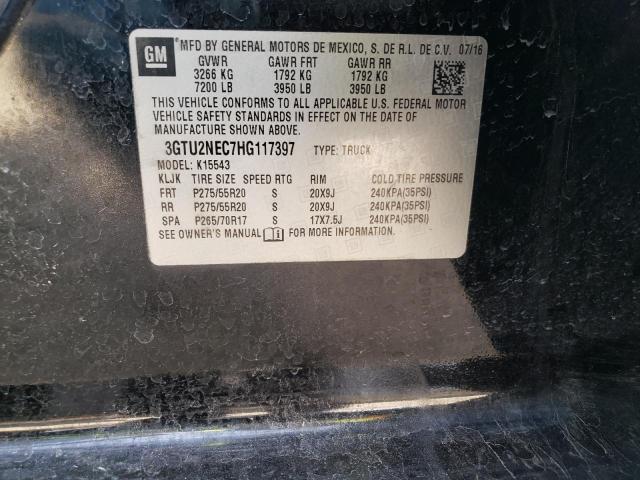 GM
MFD BY GENERAL MOTORS DE MEXICO, S. DE R.L. DE C.V. 07/16
GVWR GAWR FRT GAWR RR
3266 KG 1792 KG 1792 KG
7200 LB 3950 LB 3950 LB
THIS VEHICLE CONFORMS TO ALL APPLICABLE U.S. FEDERAL MOTOR
VEHICLE SAFETY STANDARDS IN EFFECT ON THE DATE OF
MANUFACTURE SHOWN ABOVE.
3GTU2NEC7HG117397 TYPE: TRUCK
MODEL: K15543
KLJK TIRE SIZE SPEED RTG RIM COLD TIRE PRESSURE
FRT P275/55R20 S 20X9J 240KPA(35PSI)
RR P275/55R20 S 20X9J 240KPA(35PSI)
SPA P265/70R17 S 17X7.5J 240KPA(35PSI)
SEE OWNER'S MANUAL FOR MORE INFORMATION.